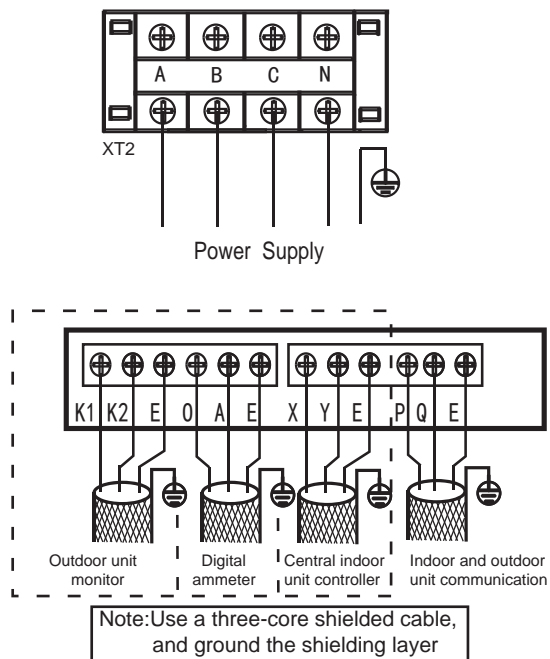 A B C N
XT2
Power Supply
K1 K2 E O A E X Y E P Q E
Outdoor unit monitor
Digital ammeter
Central indoor unit controller
Indoor and outdoor unit communication
Note:Use a three-core shielded cable,
and ground the shielding layer